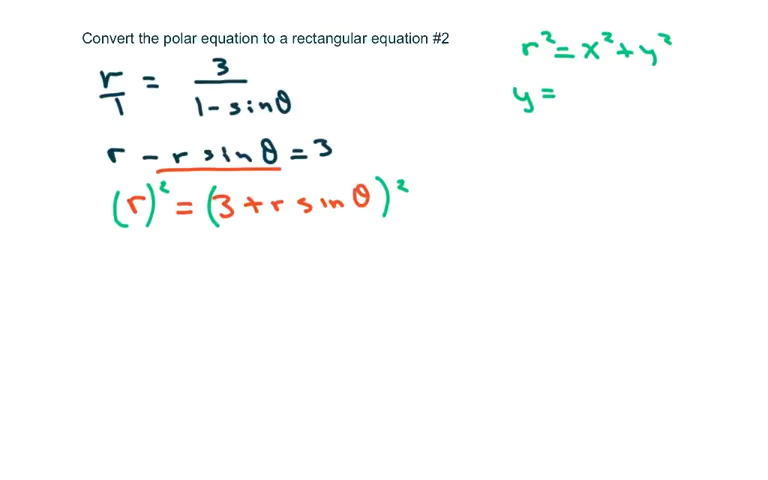 Convert the polar equation to a rectangular equation #2
r/1 = 3/(1 - sinθ)
r - r sinθ = 3
(r)² = (3 + r sinθ)²
r² = x² + y²
y =